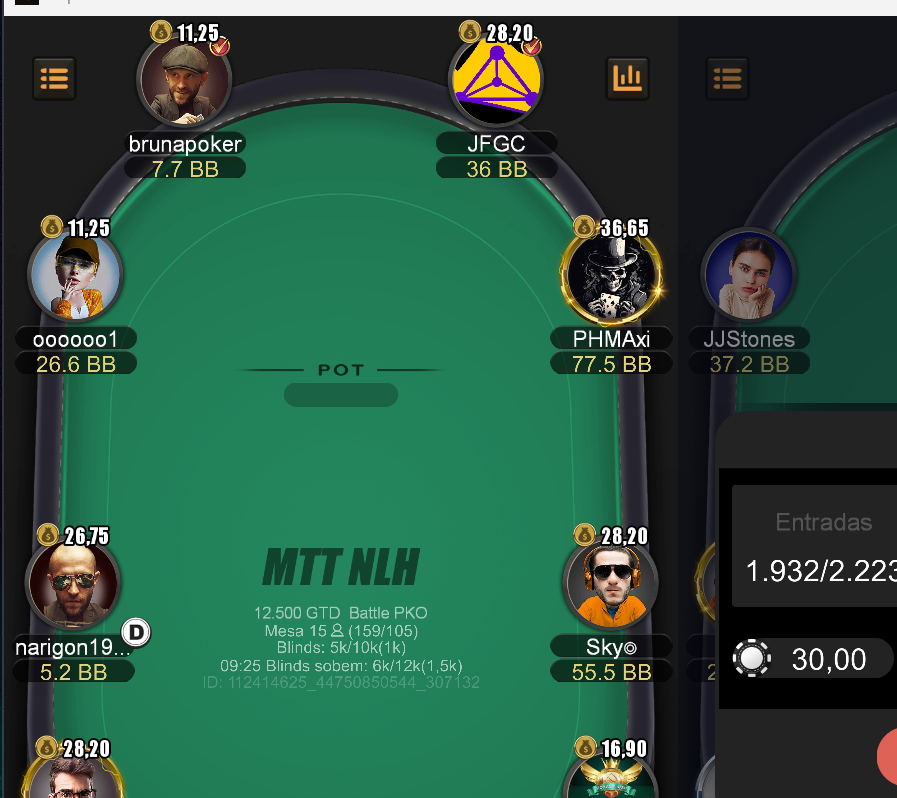 11,25
28,20
brunapoker
7.7 BB
JFGC
36 BB
11,25
36,65
oooooo1
26.6 BB
PHMAxi
77.5 BB
JJStones
37.2 BB
POT
Entradas
1.932/2.223
26,75
28,20
MTT NLH
12.500 GTD Battle PKO
Mesa 15 (159/105)
Blinds: 5k/10k(1k)
09:25 Blinds sobem: 6k/12k(1,5k)
ID: 112414625_44750850544_307132
D
narigon19...
5.2 BB
Sky◎
55.5 BB
30,00
28,20
16,90